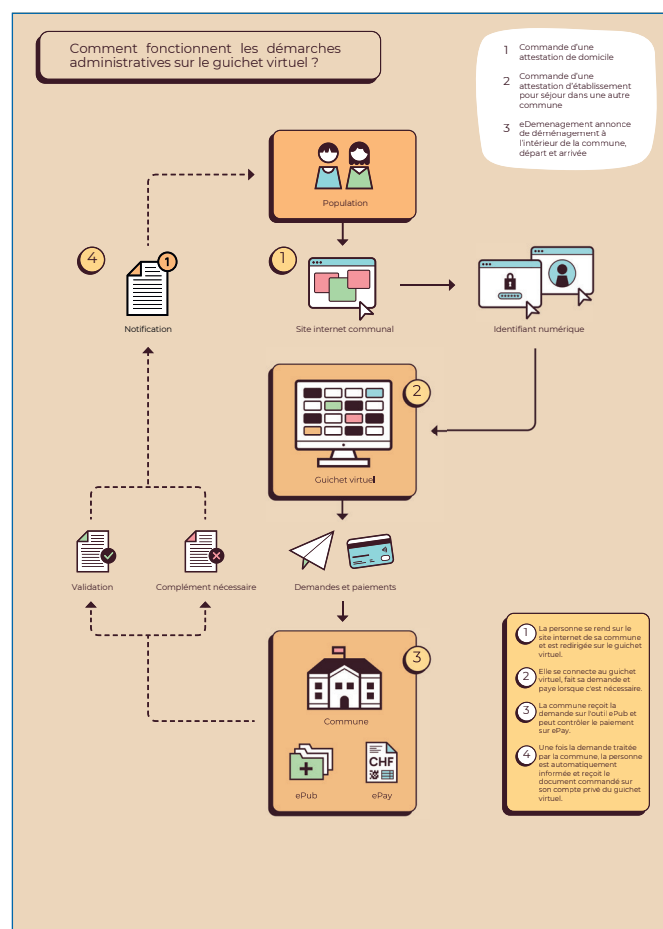 Comment fonctionnent les démarches
administratives sur le guichet virtuel ?
1 Commande d'une
attestation de domicile
2 Commande d'une
attestation d'établissement
pour séjour dans une autre
commune
3 eDemenagement annonce
de déménagement à
l'intérieur de la commune,
départ et arrivée
Population
4
1
Notification
1
Site internet communal
Identifiant numérique
2
Guichet virtuel
Validation
Complément nécessaire
Demandes et paiements
3
Commune
CHF
ePub
ePay
1 La personne se rend sur le
site internet de sa commune
et est redirigée sur le guichet
virtuel.
2 Elle se connecte au guichet
virtuel, fait sa demande et
paye lorsque c'est nécessaire.
3 La commune reçoit la
demande sur l'outil ePub et
peut contrôler le paiement
sur ePay.
4 Une fois la demande traitée
par la commune, la personne
est automatiquement
informée et reçoit le
document commandé sur
son compte privé du guichet
virtuel.